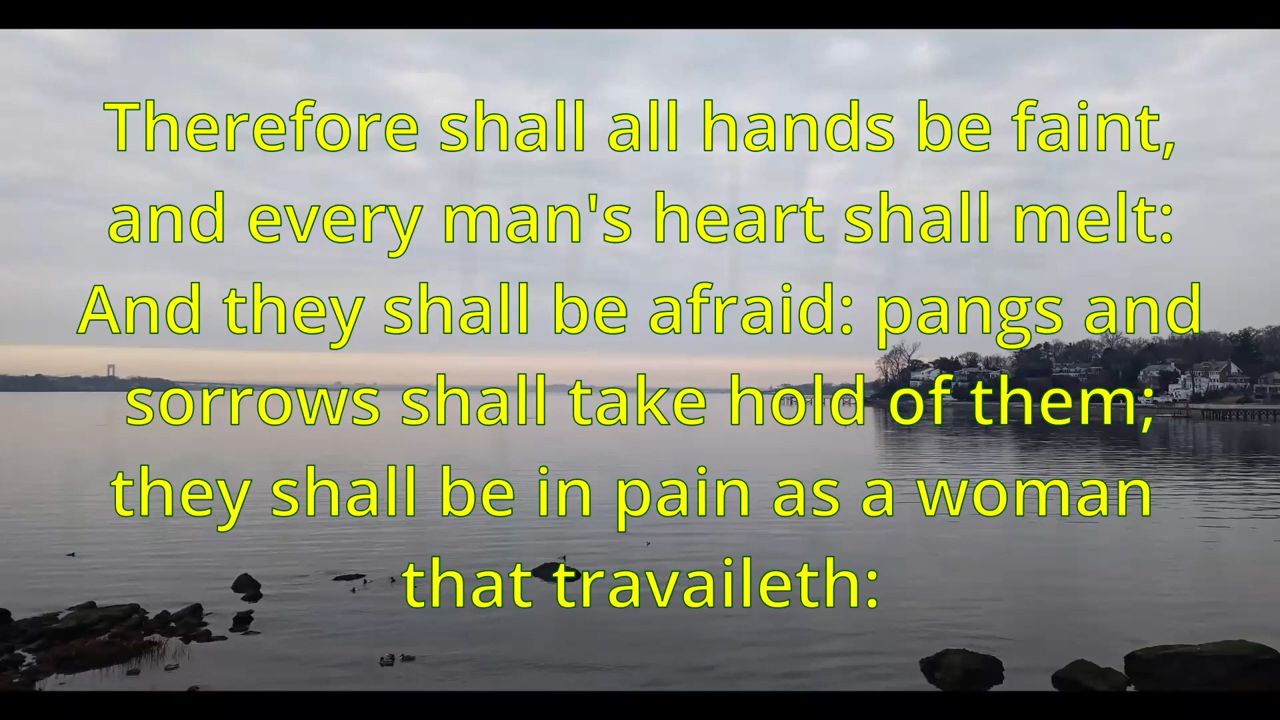 Therefore shall all hands be faint,
and every man's heart shall melt:
And they shall be afraid: pangs and
sorrows shall take hold of them;
they shall be in pain as a woman
that travaileth: